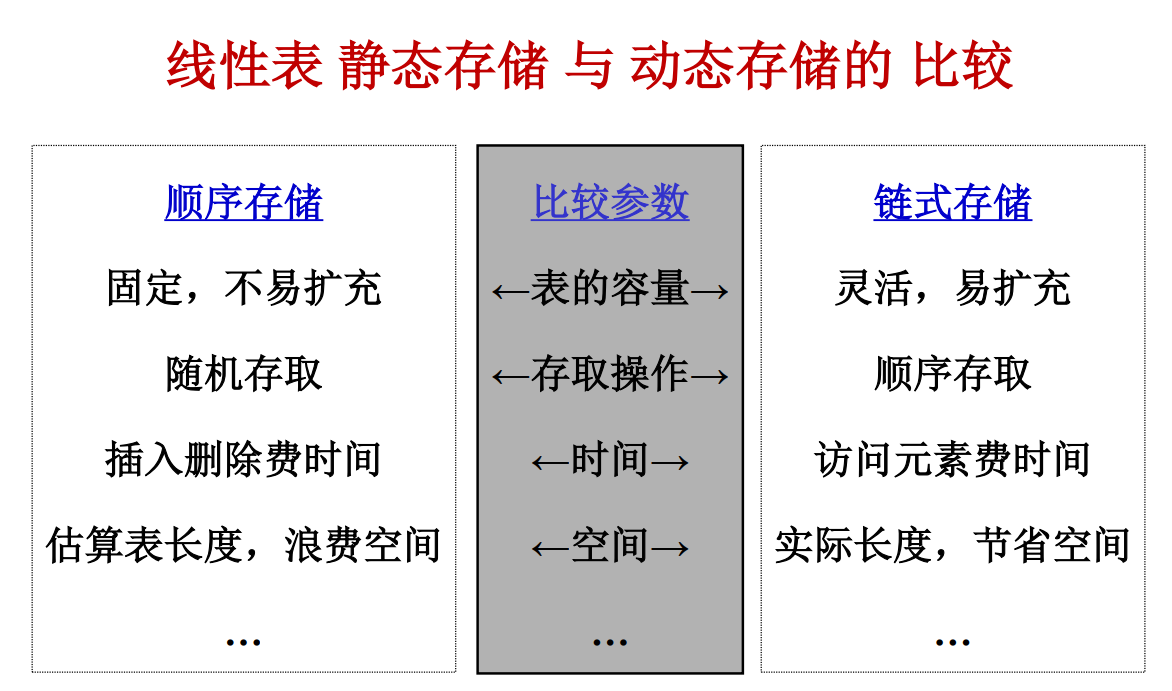 线性表 静态存储 与 动态存储的 比较
顺序存储
固定，不易扩充
随机存取
插入删除费时间
估算表长度，浪费空间
…
比较参数
←表的容量→
←存取操作→
←时间→
←空间→
…
链式存储
灵活，易扩充
顺序存取
访问元素费时间
实际长度，节省空间
…